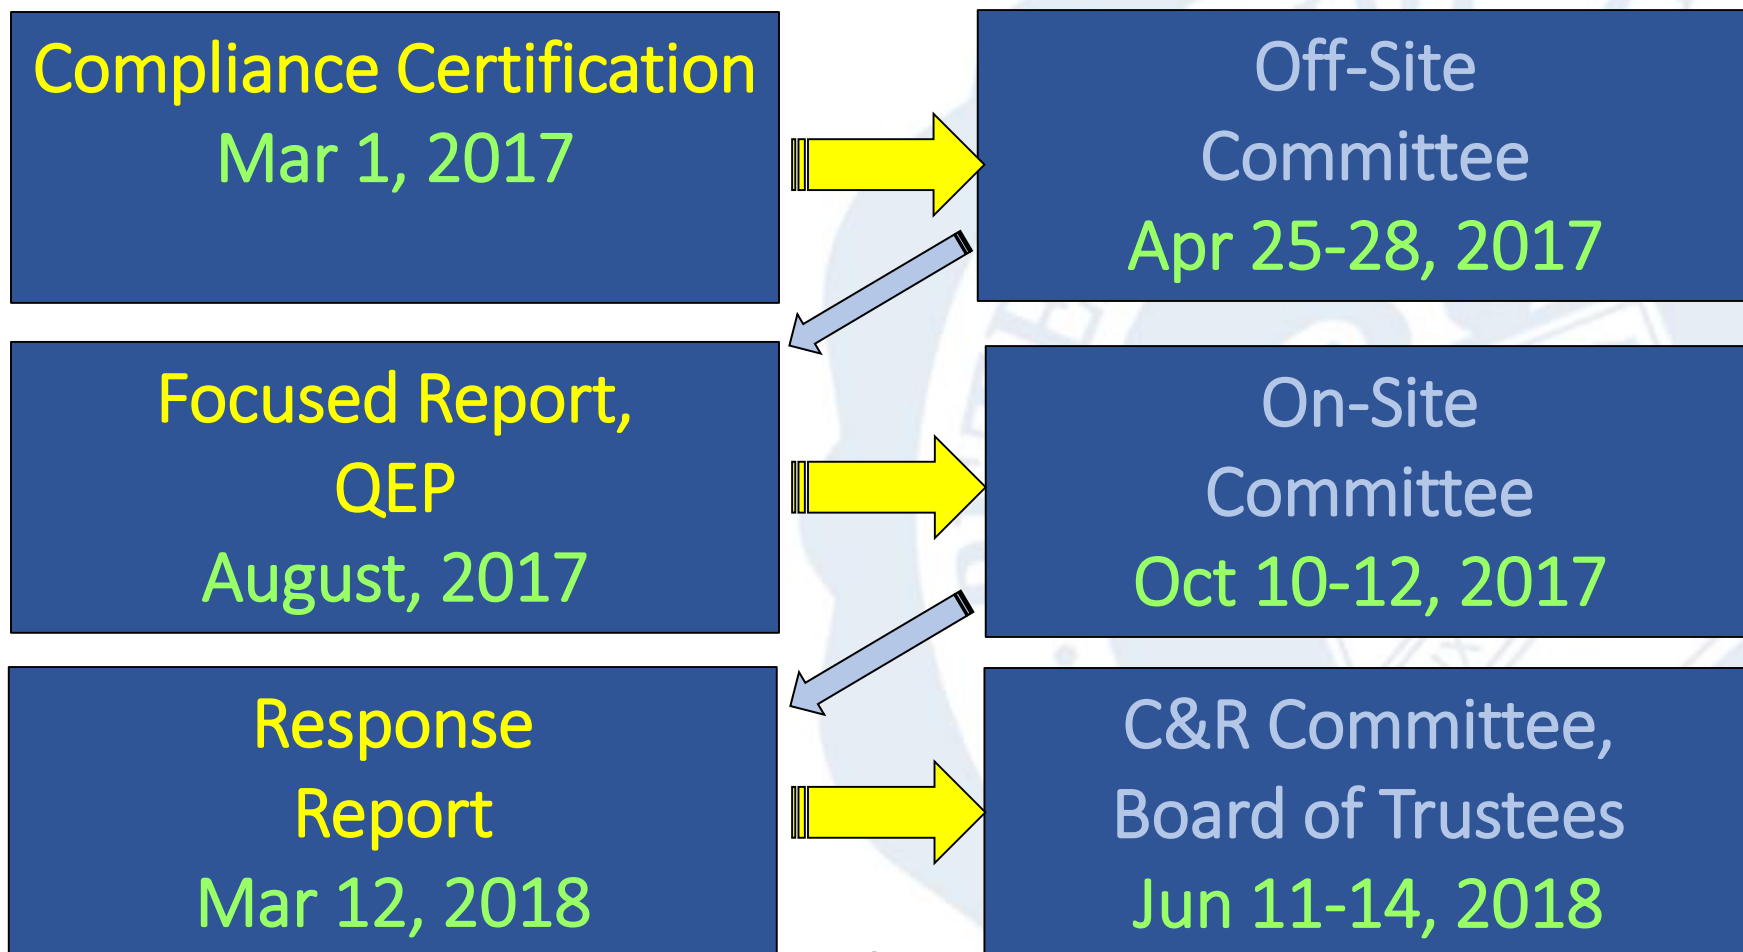 Compliance Certification
Mar 1, 2017
Off-Site
Committee
Apr 25-28, 2017
Focused Report,
QEP
August, 2017
On-Site
Committee
Oct 10-12, 2017
Response
Report
Mar 12, 2018
C&R Committee,
Board of Trustees
Jun 11-14, 2018